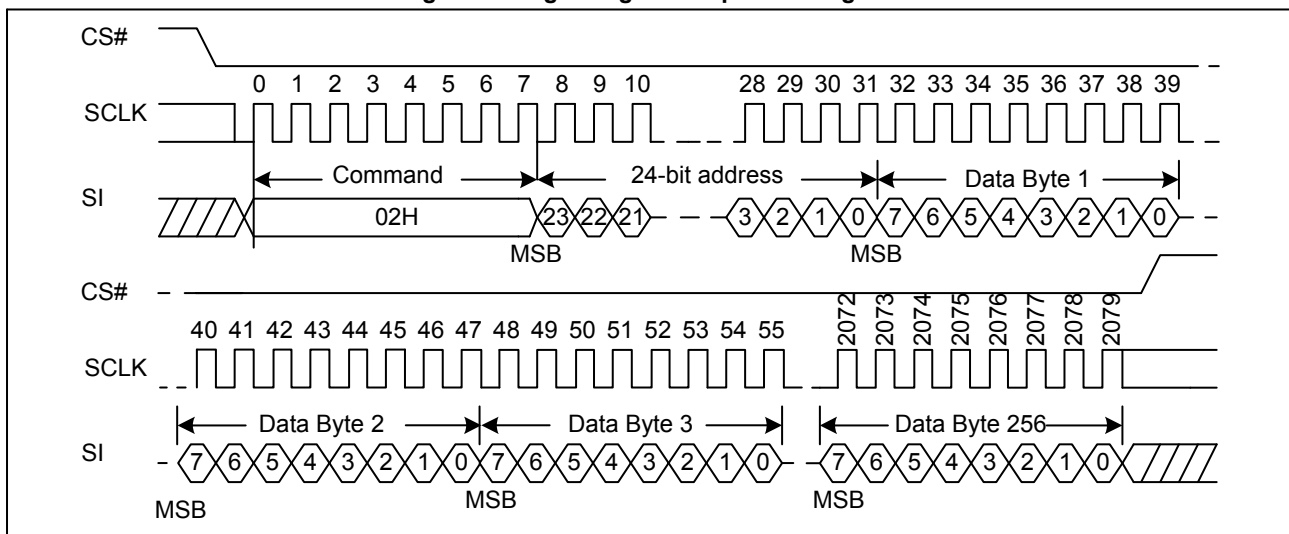 CS#
0 1 2 3 4 5 6 7 8 9 10 28 29 30 31 32 33 34 35 36 37 38 39
SCLK
Command 24-bit address Data Byte 1
SI
02H 23 22 21 3 2 1 0 7 6 5 4 3 2 1 0
MSB MSB
CS#
40 41 42 43 44 45 46 47 48 49 50 51 52 53 54 55 2072 2073 2074 2075 2076 2077 2078 2079
SCLK
Data Byte 2 Data Byte 3 Data Byte 256
SI
7 6 5 4 3 2 1 0 7 6 5 4 3 2 1 0 7 6 5 4 3 2 1 0
MSB MSB MSB